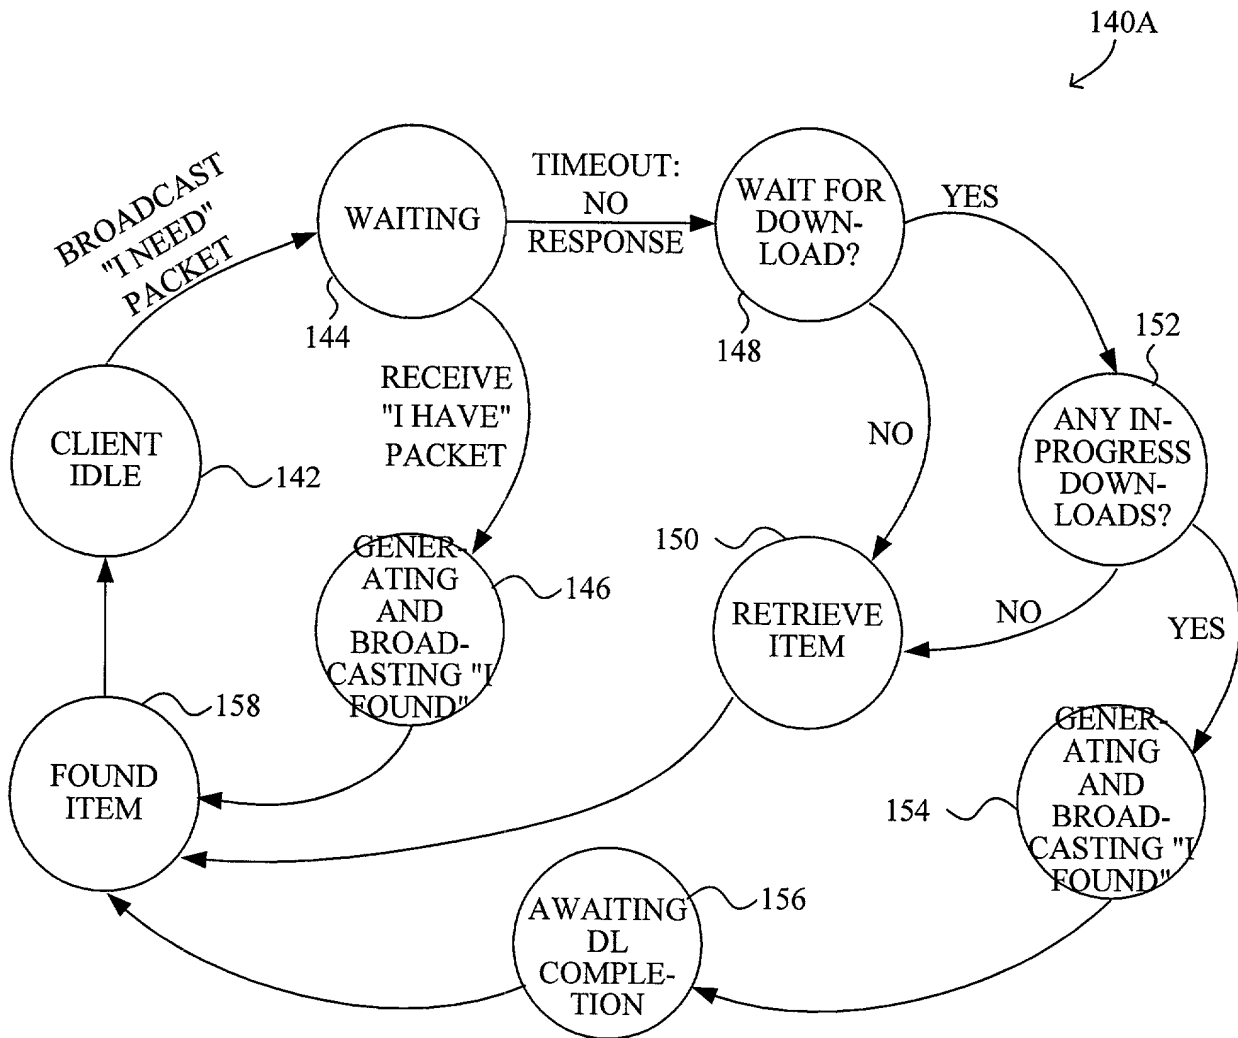 140A
BROADCAST
"I NEED"
PACKET
WAITING
144
TIMEOUT:
NO
RESPONSE
WAIT FOR
DOWN-
LOAD?
148
YES
152
ANY IN-
PROGRESS
DOWN-
LOADS?
RECEIVE
"I HAVE"
PACKET
NO
CLIENT
IDLE
142
150
GENER-
ATING
AND
BROAD-
CASTING "I
FOUND"
146
RETRIEVE
ITEM
NO
YES
158
FOUND
ITEM
GENER-
ATING
AND
BROAD-
CASTING "I
FOUND"
154
AWAITING
DL
COMPLE-
TION
156